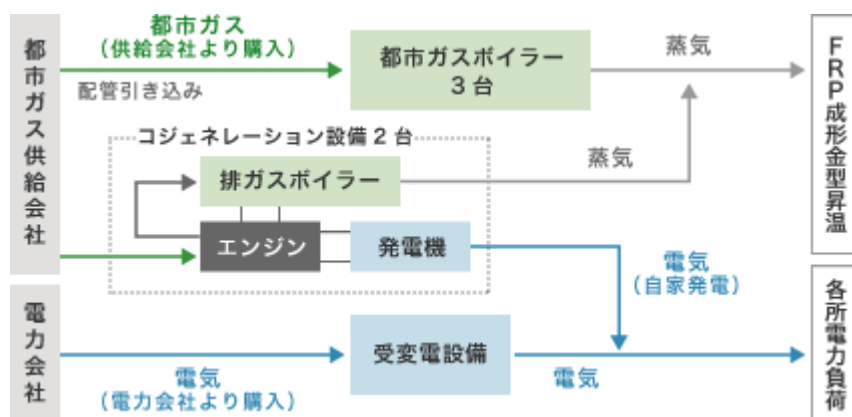 都市ガス供給会社
都市ガス
（供給会社より購入）
配管引き込み
都市ガスボイラー
3台
蒸気
FRP成形金型昇温
コジェネレーション設備2台
排ガスボイラー
蒸気
エンジン
発電機
電気
（自家発電）
電力会社
電気
（電力会社より購入）
受変電設備
電気
各所電力負荷